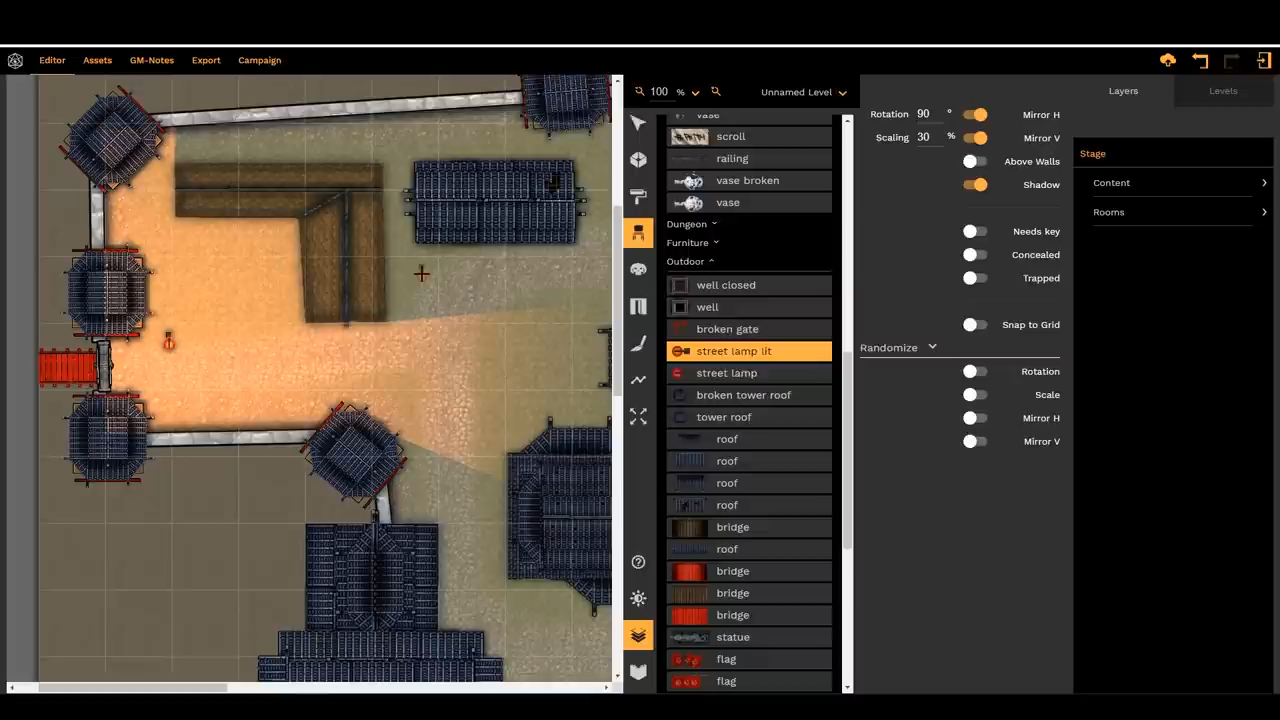 Editor Assets GM-Notes Export Campaign
100 % Unnamed Level
Rotation 90 ° Mirror H
Scaling 30 % Mirror V
Above Walls
Shadow
Needs key
Concealed
Trapped
Snap to Grid
Randomize
Rotation
Scale
Mirror H
Mirror V
vase
scroll
railing
vase broken
vase
Dungeon
Furniture
Outdoor
well closed
well
broken gate
street lamp lit
street lamp
broken tower roof
tower roof
roof
roof
roof
roof
bridge
roof
bridge
bridge
bridge
statue
flag
flag
Layers Levels
Stage
Content
Rooms